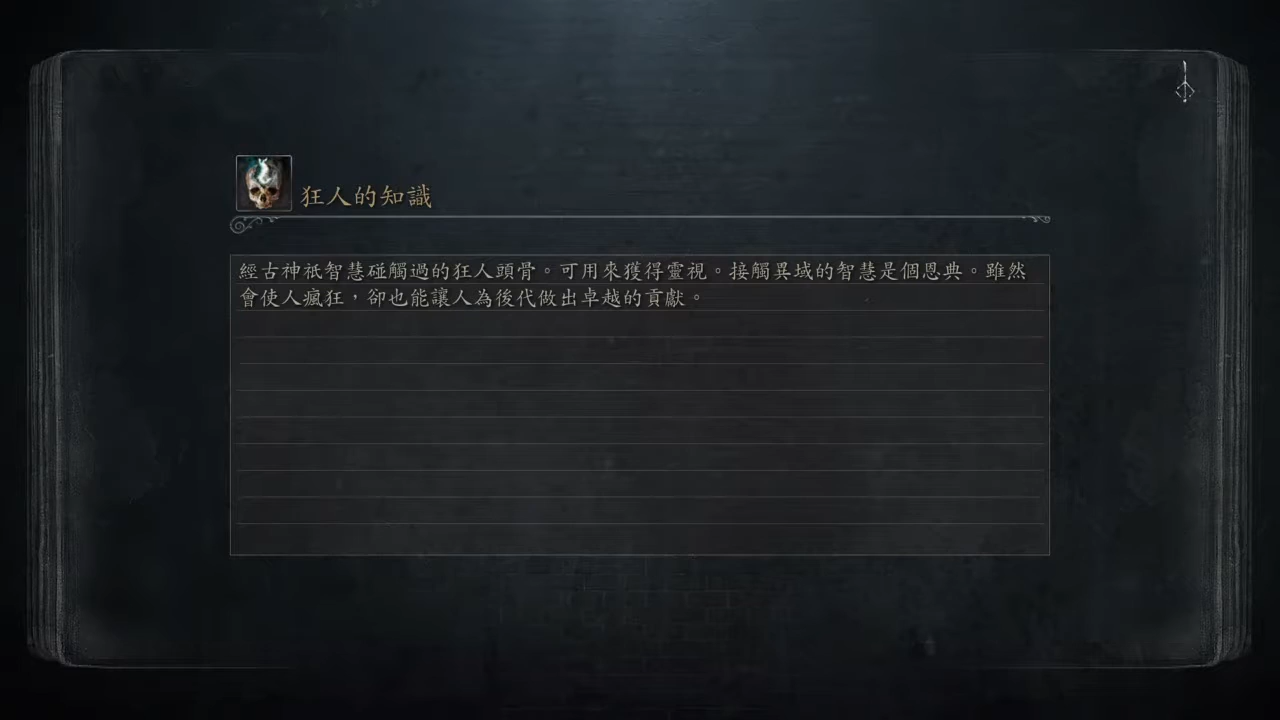 狂人的知識
經古神祇智慧碰觸過的狂人頭骨。可用來獲得靈視。接觸異域的智慧是個恩典。雖然
會使人瘋狂，卻也能讓人為後代做出卓越的貢獻。